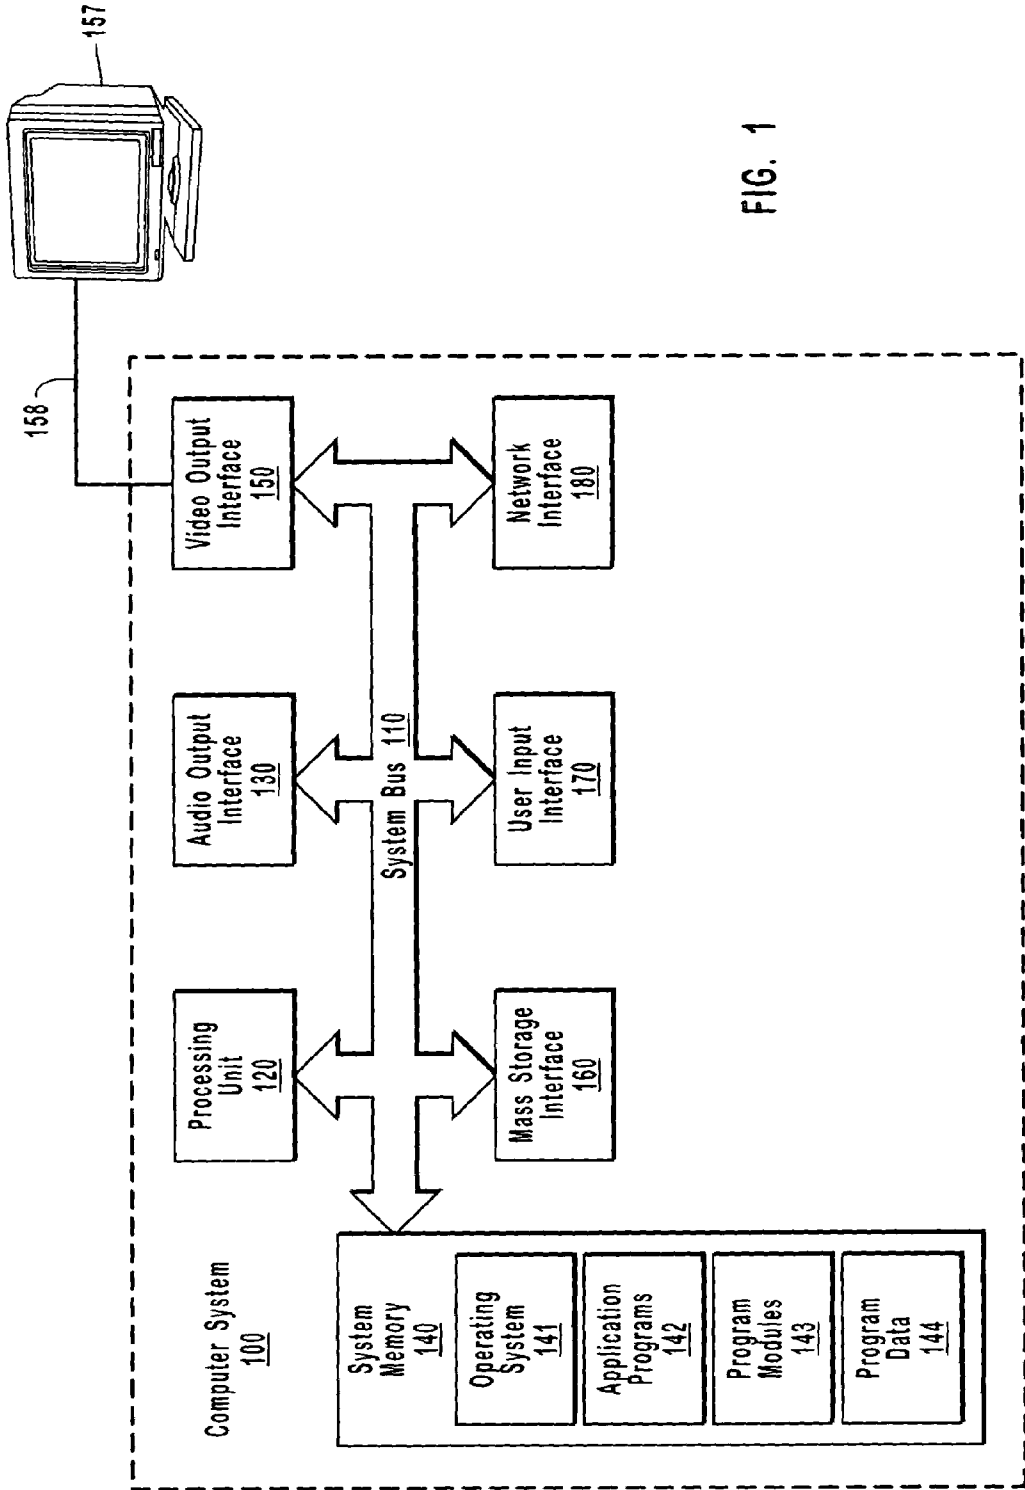 157
158
Computer System
100
Processing
Unit
120
Audio Output
Interface
130
Video Output
Interface
150
System
Memory
140
Operating
System
141
Application
Programs
142
Program
Modules
143
Program
Data
144
System Bus 110
Mass Storage
Interface
160
User Input
Interface
170
Network
Interface
180
FIG. 1